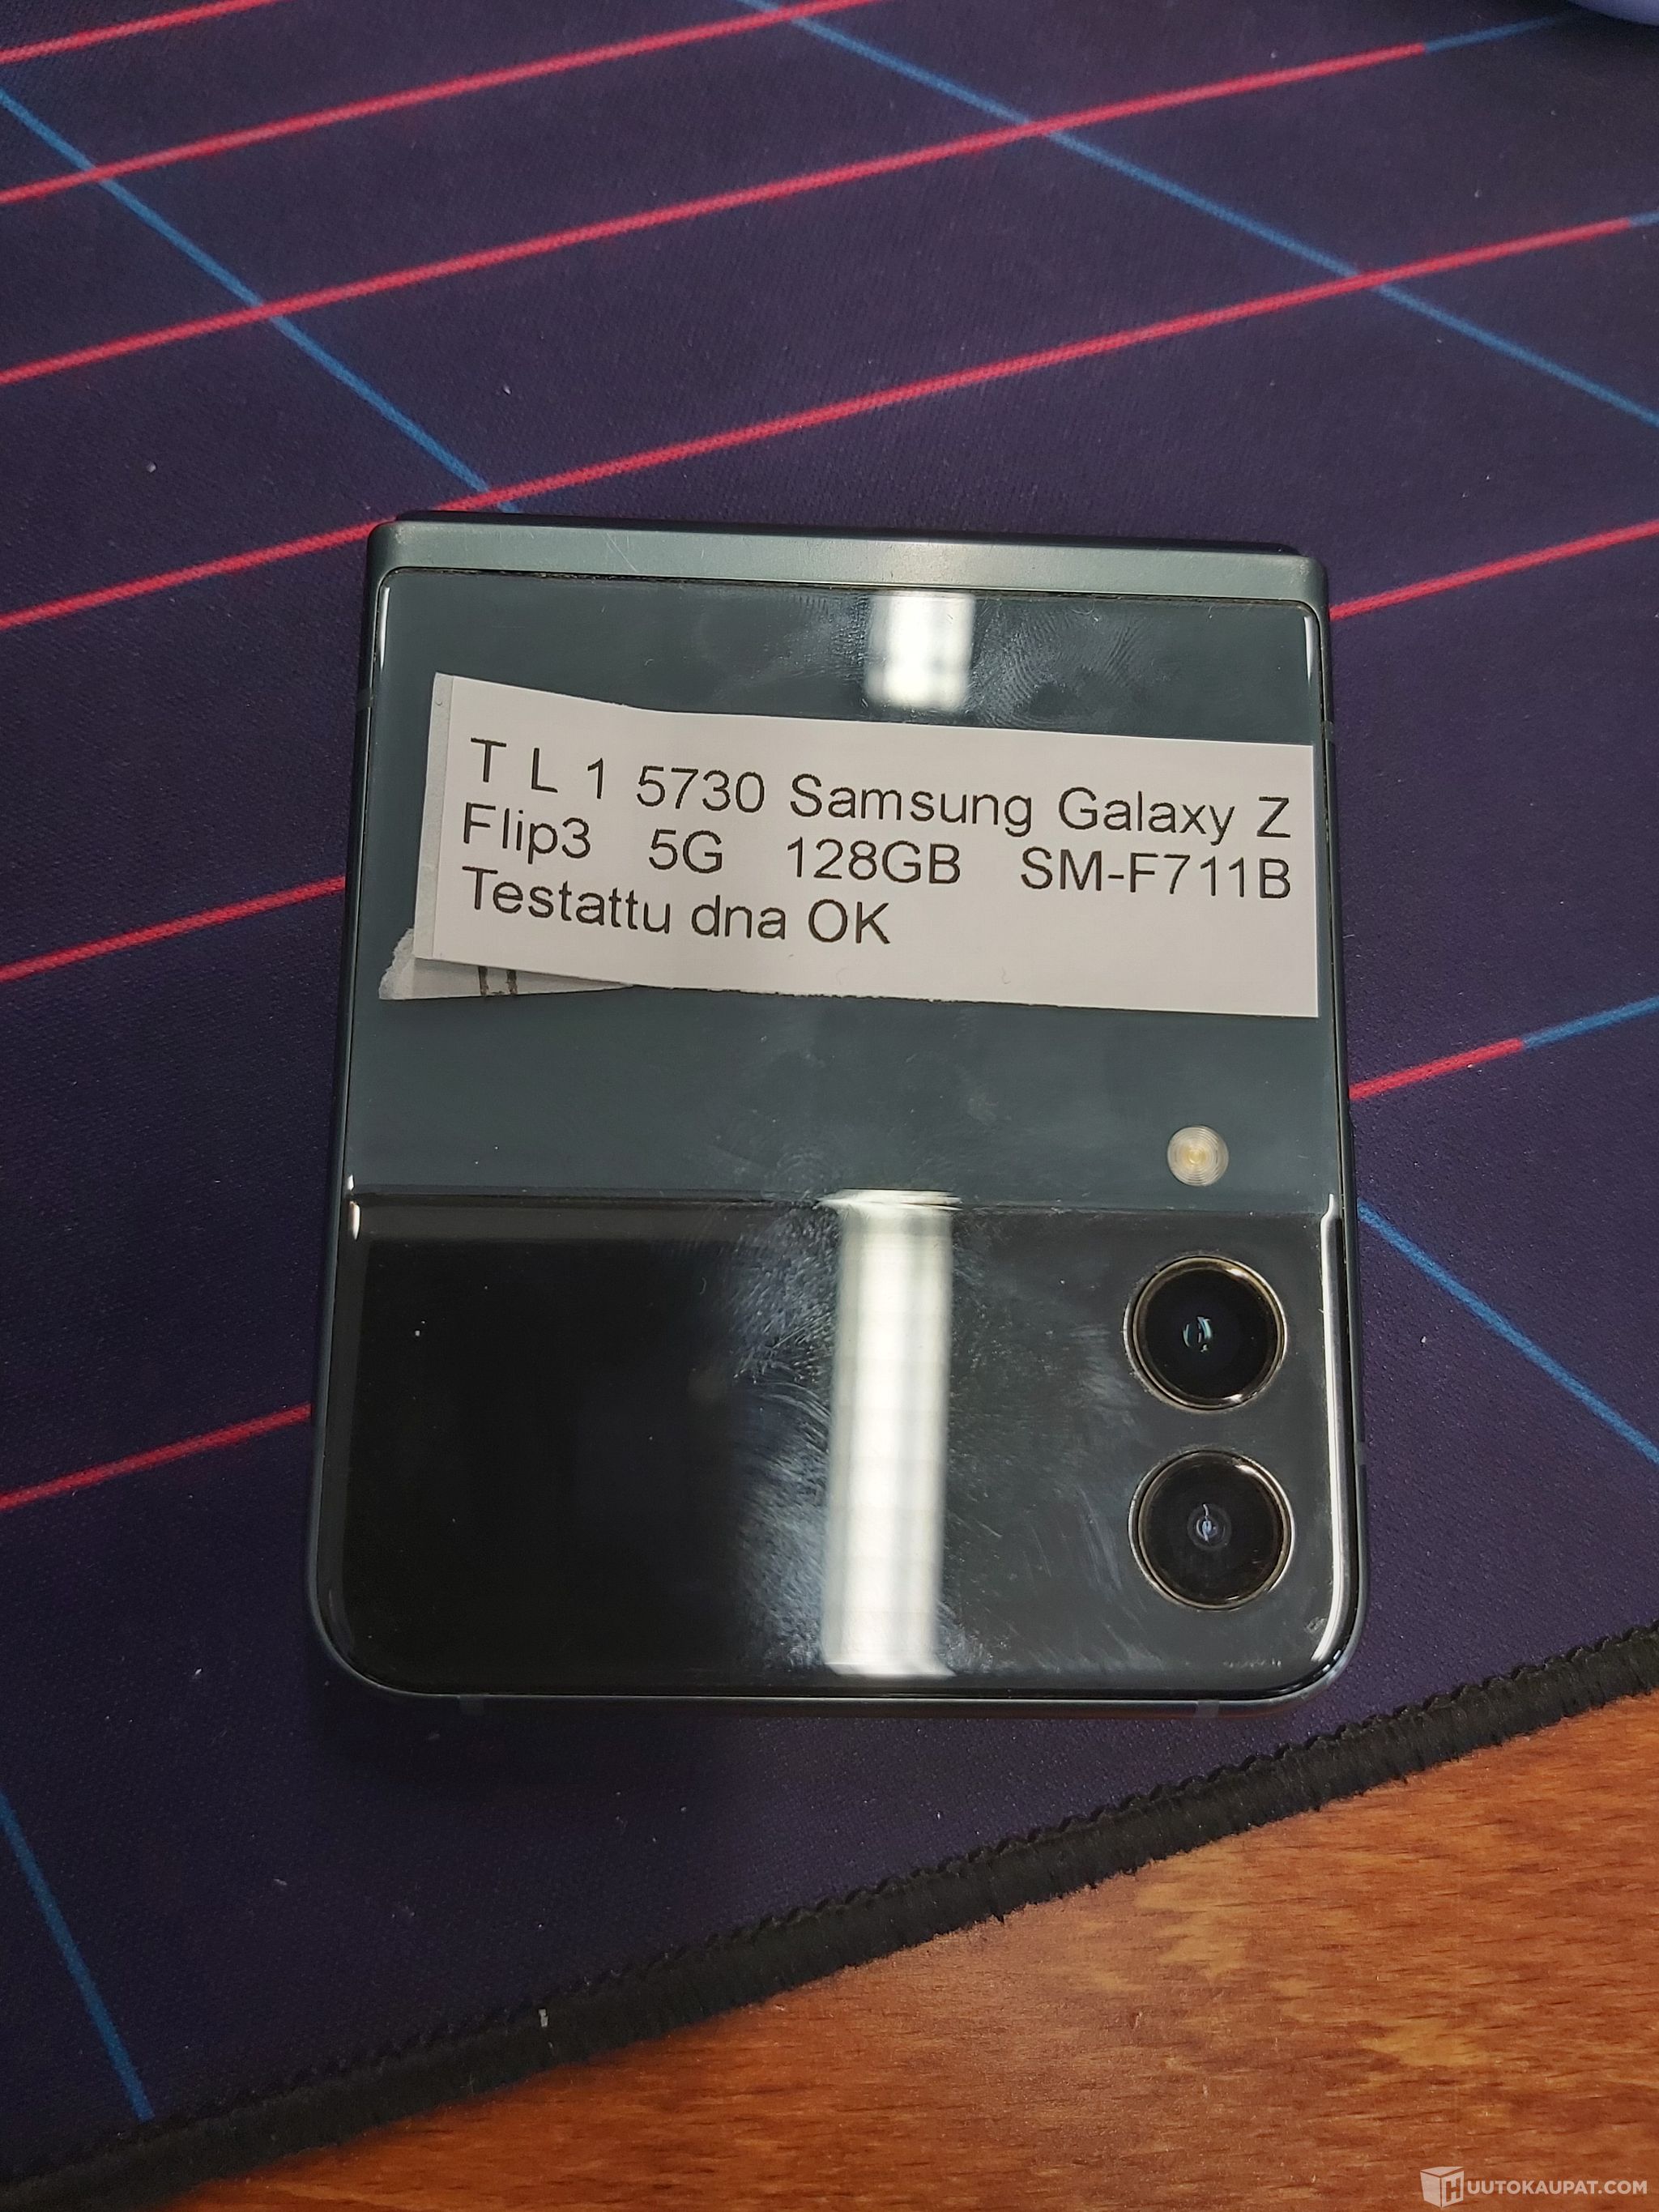 T L 1 5730 Samsung Galaxy Z
Flip3 5G 128GB SM-F711B
Testattu dna OK
HUUTOKAUPAT.COM